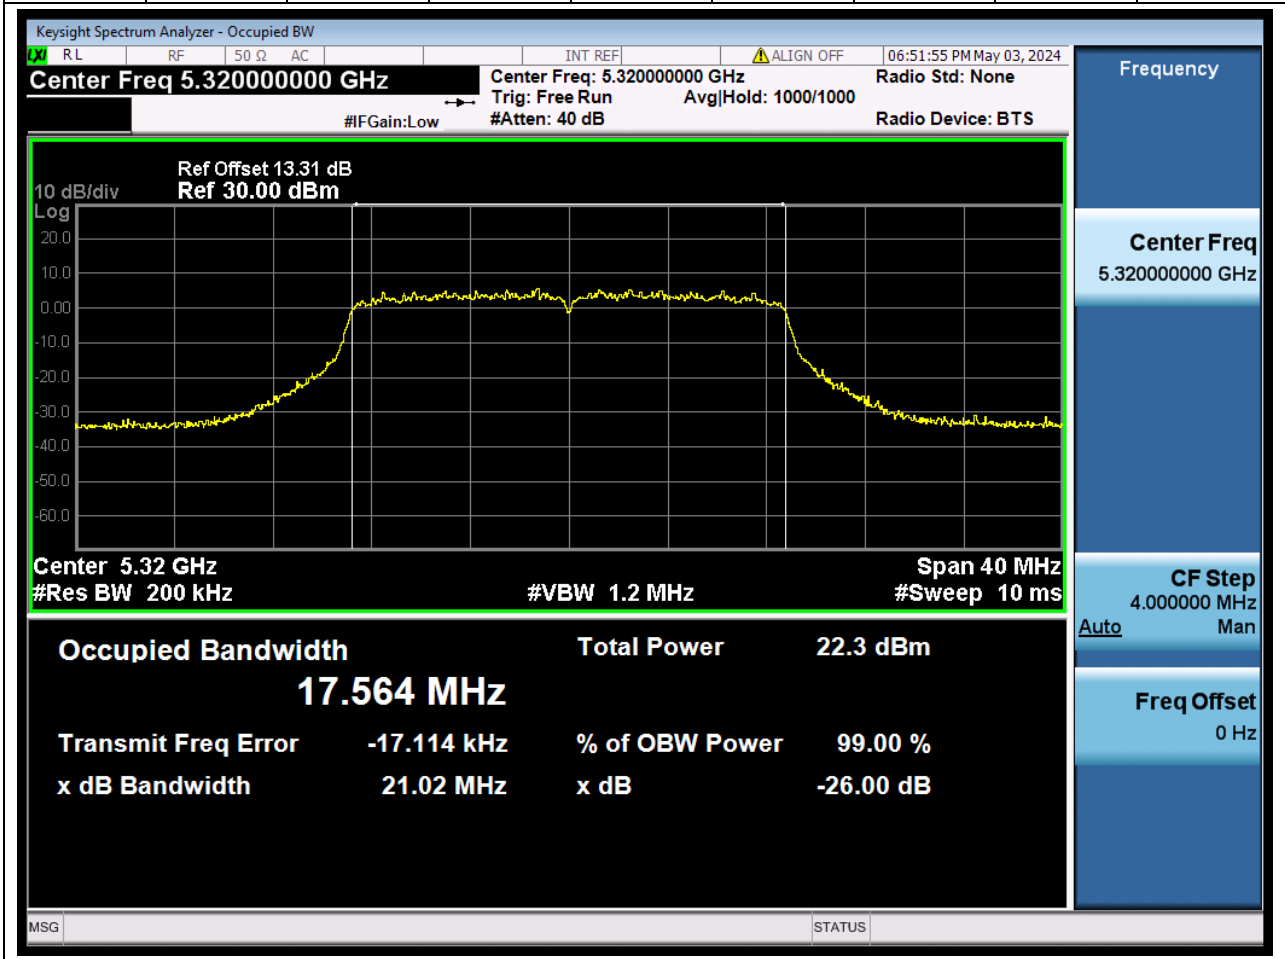 Keysight Spectrum Analyzer - Occupied BW
LXI RL RF 50 Ω AC INT REF ALIGN OFF 06:51:55 PM May 03, 2024
Center Freq 5.320000000 GHz
#IFGain:Low
Center Freq: 5.320000000 GHz
Trig: Free Run Avg|Hold: 1000/1000
#Atten: 40 dB
Radio Std: None
Radio Device: BTS
Ref Offset 13.31 dB
10 dB/div Ref 30.00 dBm
Log
20.0
10.0
0.00
-10.0
-20.0
-30.0
-40.0
-50.0
-60.0
Center 5.32 GHz Span 40 MHz
#Res BW 200 kHz #VBW 1.2 MHz #Sweep 10 ms
Occupied Bandwidth Total Power 22.3 dBm
17.564 MHz
Transmit Freq Error -17.114 kHz % of OBW Power 99.00 %
x dB Bandwidth 21.02 MHz x dB -26.00 dB
Frequency
Center Freq
5.320000000 GHz
CF Step
4.000000 MHz
Auto Man
Freq Offset
0 Hz
MSG STATUS